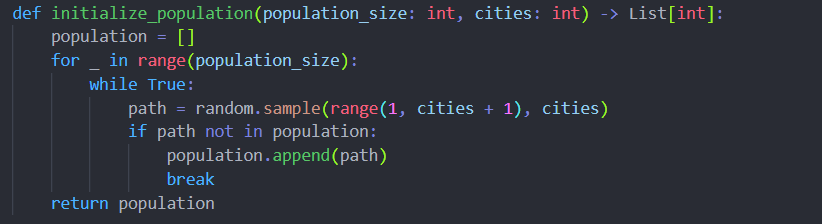 def initialize_population(population_size: int, cities: int) -> List[int]:
    population = []
    for _ in range(population_size):
        while True:
            path = random.sample(range(1, cities + 1), cities)
            if path not in population:
                population.append(path)
                break
    return population